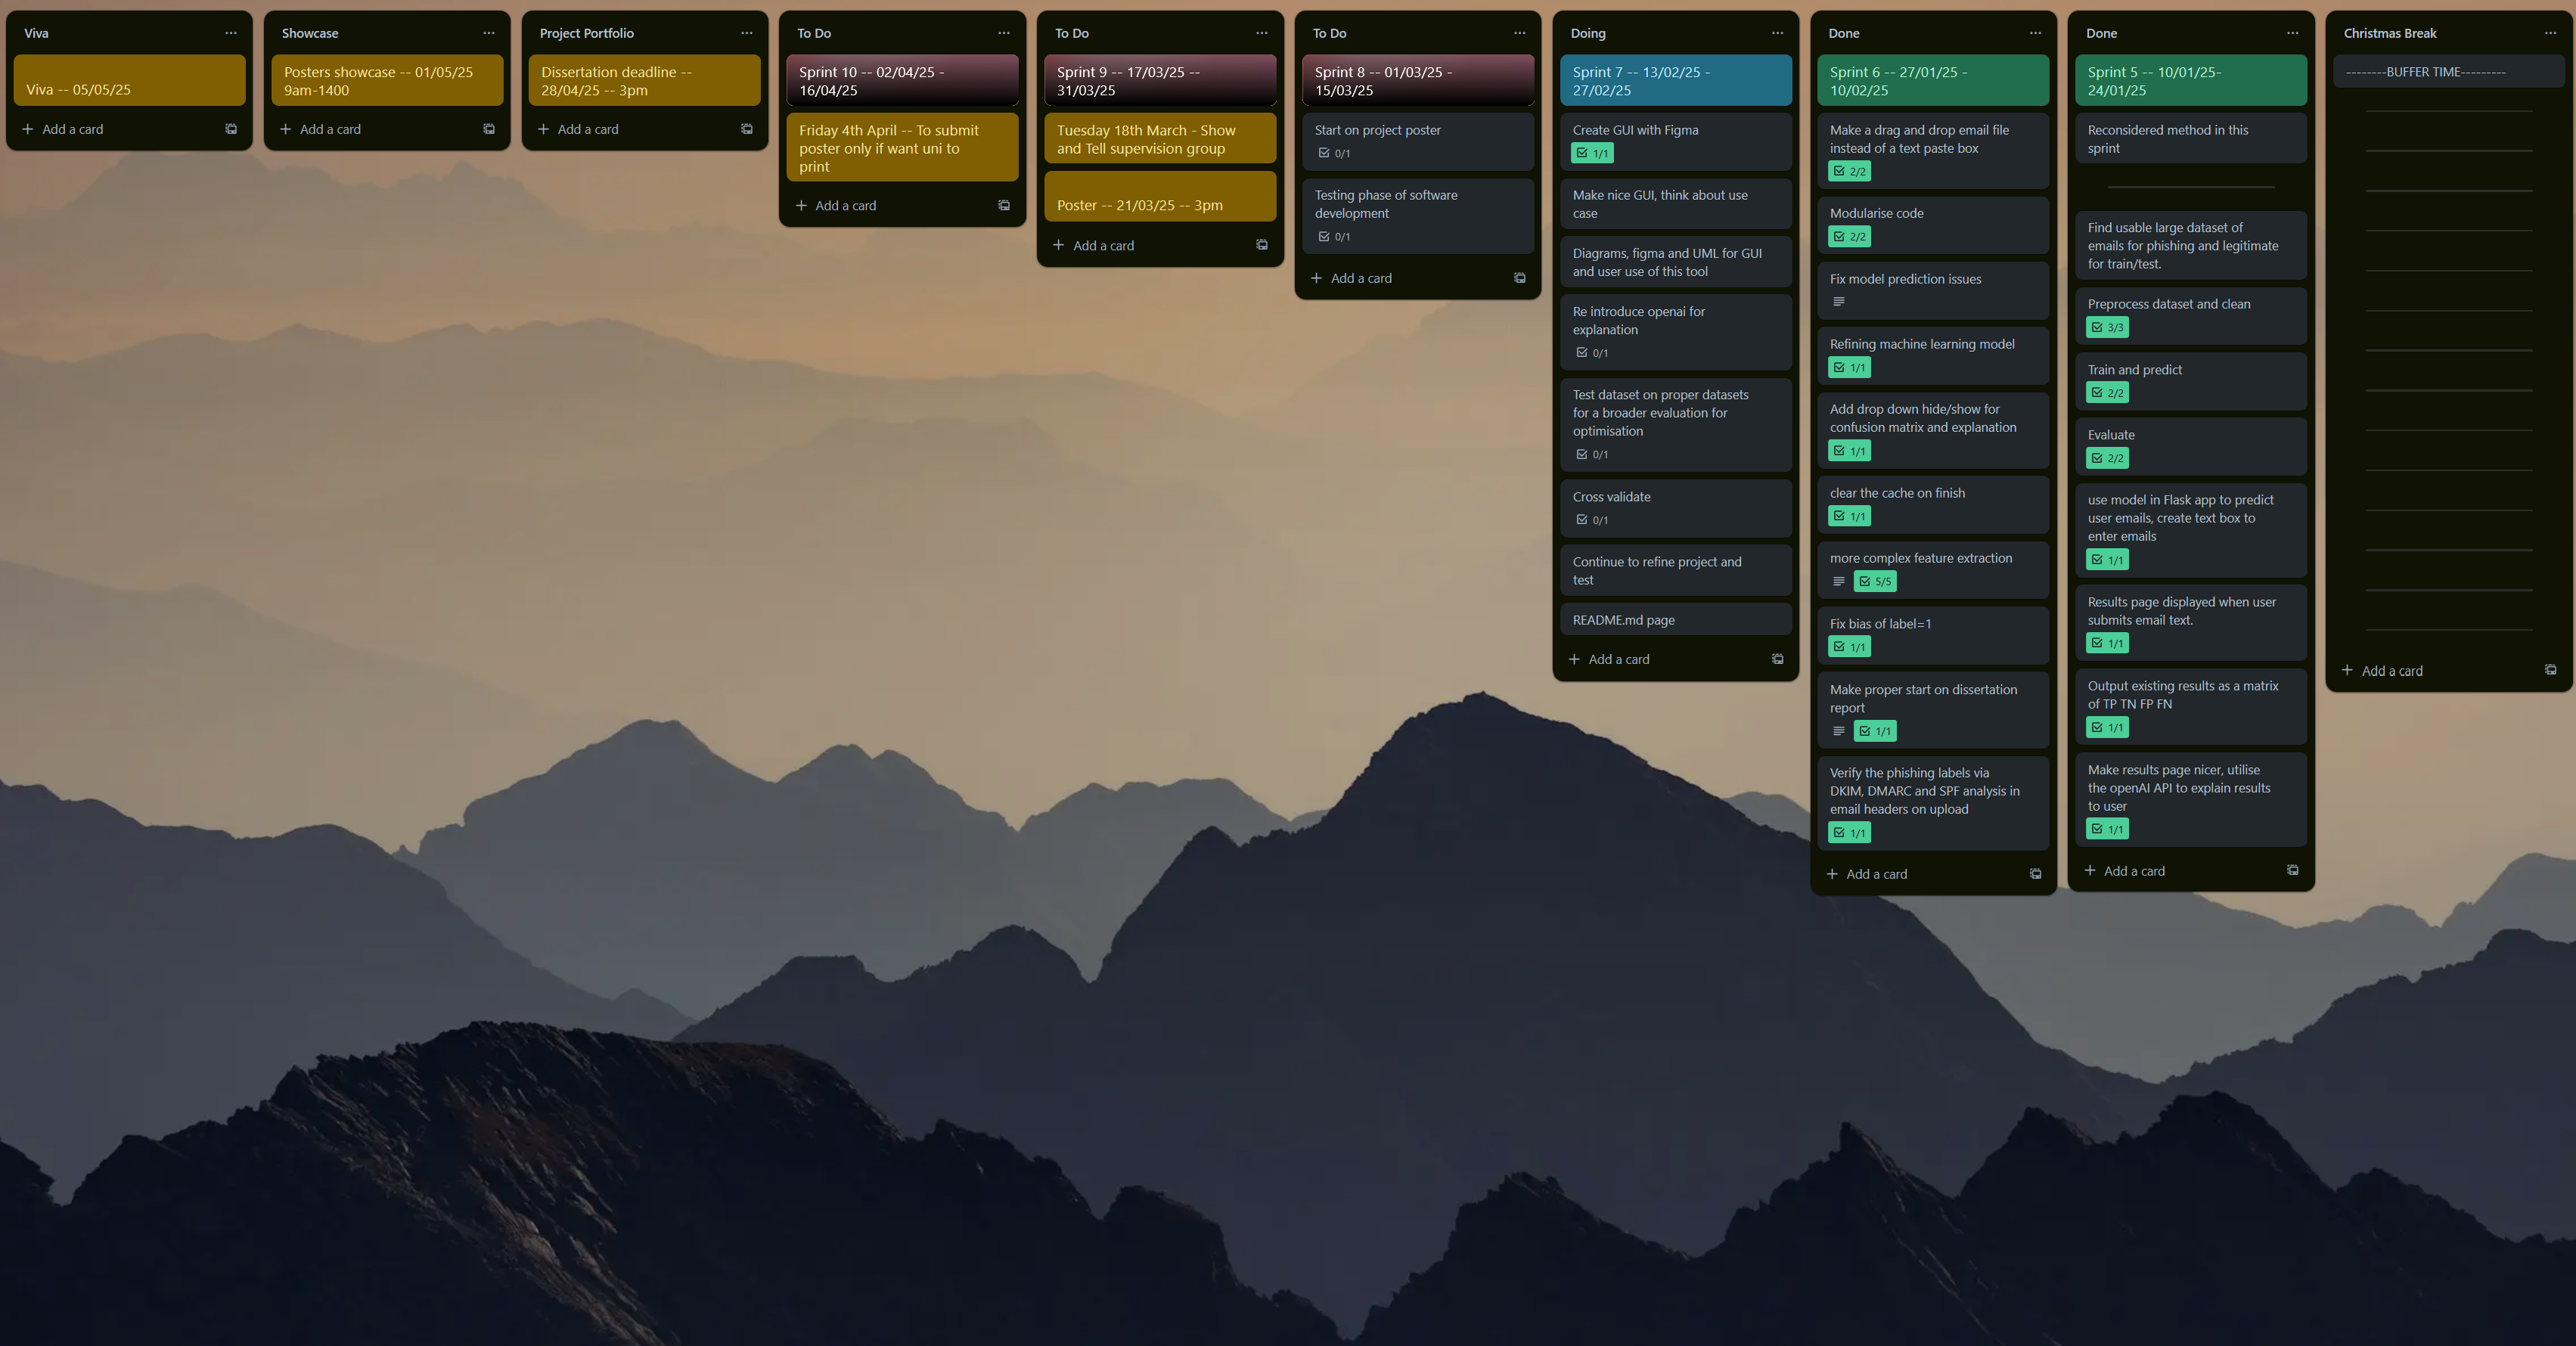 Viva
Viva -- 05/05/25
Add a card
Showcase
Posters showcase -- 01/05/25
9am-1400
Add a card
Project Portfolio
Dissertation deadline --
28/04/25 -- 3pm
Add a card
To Do
Sprint 10 -- 02/04/25 -
16/04/25
Friday 4th April -- To submit
poster only if want uni to
print
Add a card
To Do
Sprint 9 -- 17/03/25 --
31/03/25
Tuesday 18th March - Show
and Tell supervision group
Poster -- 21/03/25 -- 3pm
Add a card
To Do
Sprint 8 -- 01/03/25 -
15/03/25
Start on project poster
0/1
Testing phase of software
development
0/1
Add a card
Doing
Sprint 7 -- 13/02/25 -
27/02/25
Create GUI with Figma
1/1
Make nice GUI, think about use
case
Diagrams, figma and UML for GUI
and user use of this tool
Re introduce openai for
explanation
0/1
Test dataset on proper datasets
for a broader evaluation for
optimisation
0/1
Cross validate
0/1
Continue to refine project and
test
README.md page
Add a card
Done
Sprint 6 -- 27/01/25 -
10/02/25
Make a drag and drop email file
instead of a text paste box
2/2
Modularise code
2/2
Fix model prediction issues
Refining machine learning model
1/1
Add drop down hide/show for
confusion matrix and explanation
1/1
clear the cache on finish
1/1
more complex feature extraction
5/5
Fix bias of label=1
1/1
Make proper start on dissertation
report
1/1
Verify the phishing labels via
DKIM, DMARC and SPF analysis in
email headers on upload
1/1
Add a card
Done
Sprint 5 -- 10/01/25-
24/01/25
Reconsidered method in this
sprint
Find usable large dataset of
emails for phishing and legitimate
for train/test.
Preprocess dataset and clean
3/3
Train and predict
2/2
Evaluate
2/2
use model in Flask app to predict
user emails, create text box to
enter emails
1/1
Results page displayed when user
submits email text.
1/1
Output existing results as a matrix
of TP TN FP FN
1/1
Make results page nicer, utilise
the openAI API to explain results
to user
1/1
Add a card
Christmas Break
--------BUFFER TIME---------
Add a card